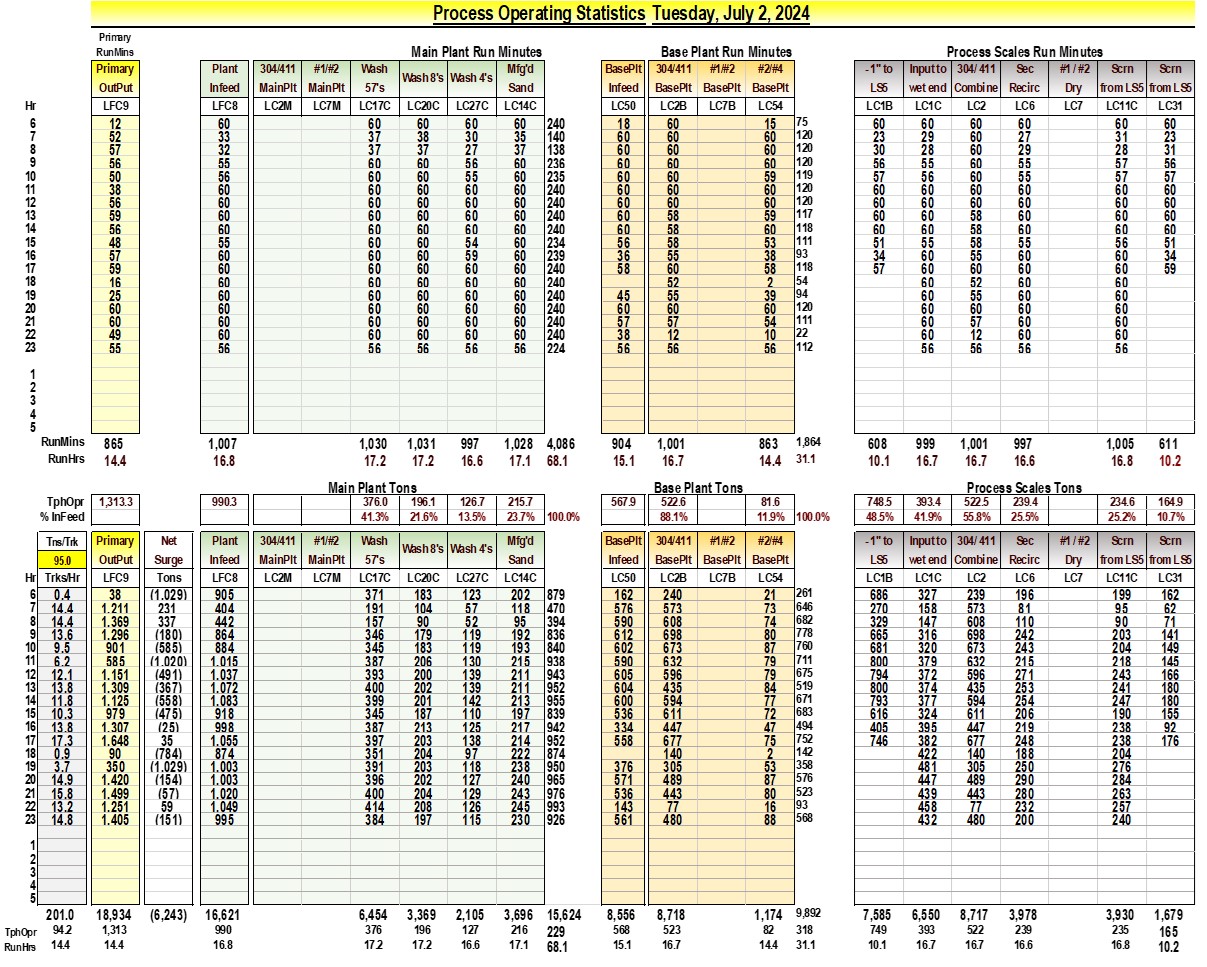 Process Operating Statistics Tuesday, July 2, 2024
Primary
RunMins Main Plant Run Minutes Base Plant Run Minutes Process Scales Run Minutes
Primary Plant 304/411 #1/#2 Wash Wash 8's Wash 4's Mfg'd BasePlt 304/411 #1/#2 #2/#4 -1" to Input to 304/ 411 Sec #1 / #2 Scrn Scrn
OutPut Infeed MainPlt MainPlt 57's Sand Infeed BasePlt BasePlt BasePlt LS5 wet end Combine Recirc Dry from LS5 from LS5
Hr LFC9 LFC8 LC2M LC7M LC17C LC20C LC27C LC14C LC50 LC2B LC7B LC54 LC1B LC1C LC2 LC6 LC7 LC11C LC31
6 12 60 60 60 60 60 240 18 60 15 75 60 60 60 60 60 60
7 52 33 37 38 30 35 140 60 60 60 120 23 29 60 27 31 23
8 57 32 37 37 27 37 138 60 60 60 120 30 28 60 29 28 31
9 56 55 60 60 56 60 236 60 60 60 120 56 55 60 55 57 56
10 50 56 60 60 55 60 235 60 60 59 119 57 56 60 55 57 57
11 38 60 60 60 60 60 240 60 60 60 120 60 60 60 60 60 60
12 56 60 60 60 60 60 240 60 60 60 120 60 60 60 60 60 60
13 59 60 60 60 60 60 240 60 58 59 117 60 60 58 60 60 60
14 56 60 60 60 60 60 240 60 58 60 118 60 60 58 60 60 60
15 48 55 60 60 54 60 234 56 58 53 111 51 55 58 55 56 51
16 57 60 60 60 59 60 239 36 55 38 93 34 60 55 60 60 34
17 59 60 60 60 60 60 240 58 60 58 118 57 60 60 60 60 59
18 16 60 60 60 60 60 240 52 2 54 60 52 60 60
19 25 60 60 60 60 60 240 45 55 39 94 60 55 60 60
20 60 60 60 60 60 60 240 60 60 60 120 60 60 60 60
21 60 60 60 60 60 60 240 57 57 54 111 60 57 60 60
22 49 60 60 60 60 60 240 38 12 10 22 60 12 60 60
23 55 56 56 56 56 56 224 56 56 56 112 56 56 56 56
1
2
3
4
5
RunMins 865 1,007 1,030 1,031 997 1,028 4,086 904 1,001 863 1,864 608 999 1,001 997 1,005 611
RunHrs 14.4 16.8 17.2 17.2 16.6 17.1 68.1 15.1 16.7 14.4 31.1 10.1 16.7 16.7 16.6 16.8 10.2
Main Plant Tons Base Plant Tons Process Scales Tons
TphOpr 1,313.3 990.3 376.0 196.1 126.7 215.7 567.9 522.6 81.6 748.5 393.4 522.5 239.4 234.6 164.9
% InFeed 41.3% 21.6% 13.5% 23.7% 100.0% 88.1% 11.9% 100.0% 48.5% 41.9% 55.8% 25.5% 25.2% 10.7%
Tns/Trk Primary Net Plant 304/411 #1/#2 Wash Wash 8's Wash 4's Mfg'd BasePlt 304/411 #1/#2 #2/#4 -1" to Input to 304/ 411 Sec #1 / #2 Scrn Scrn
95.0 OutPut Surge Infeed MainPlt MainPlt 57's Sand Infeed BasePlt BasePlt BasePlt LS5 wet end Combine Recirc Dry from LS5 from LS5
Hr Trks/Hr LFC9 Tons LFC8 LC2M LC7M LC17C LC20C LC27C LC14C LC50 LC2B LC7B LC54 LC1B LC1C LC2 LC6 LC7 LC11C LC31
6 0.4 38 (1,029) 905 371 183 123 202 879 162 240 21 261 686 327 239 196 199 162
7 14.4 1,211 231 404 191 104 57 118 470 576 573 73 646 270 158 573 81 95 62
8 14.4 1,369 337 442 157 90 52 95 394 590 608 74 682 329 147 608 110 90 71
9 13.6 1,296 (180) 864 346 179 119 192 836 612 698 80 778 665 316 698 242 203 141
10 9.5 901 (585) 884 345 183 119 193 840 602 673 87 760 681 320 673 243 204 149
11 6.2 585 (1,020) 1,015 387 206 130 215 938 590 632 79 711 800 379 632 215 218 145
12 12.1 1,151 (491) 1,037 393 200 139 211 943 605 596 79 675 794 372 596 271 243 166
13 13.8 1,309 (367) 1,072 400 202 139 211 952 604 435 84 519 800 374 435 253 241 180
14 11.8 1,125 (558) 1,083 399 201 142 213 955 600 594 77 671 793 377 594 254 247 180
15 10.3 979 (475) 918 345 187 110 197 839 536 611 72 683 616 324 611 206 190 155
16 13.8 1,307 (25) 998 387 213 125 217 942 334 447 47 494 405 395 447 219 238 92
17 17.3 1,648 35 1,055 397 203 138 214 952 558 677 75 752 746 382 677 248 238 176
18 0.9 90 (784) 874 351 204 97 222 874 140 2 142 422 140 188 204
19 3.7 350 (1,029) 1,003 391 203 118 238 950 376 305 53 358 481 305 250 276
20 14.9 1,420 (154) 1,003 396 202 127 240 965 571 489 87 576 447 489 290 284
21 15.8 1,499 (57) 1,020 400 204 129 243 976 536 443 80 523 439 443 280 263
22 13.2 1,251 59 1,049 414 208 126 245 993 143 77 16 93 458 77 232 257
23 14.8 1,405 (151) 995 384 197 115 230 926 561 480 88 568 432 480 200 240
1
2
3
4
5
201.0 18,934 (6,243) 16,621 6,454 3,369 2,105 3,696 15,624 8,556 8,718 1,174 9,892 7,585 6,550 8,717 3,978 3,930 1,679
TphOpr 94.2 1,313 990 376 196 127 216 229 568 523 82 318 749 393 522 239 235 165
RunHrs 14.4 14.4 16.8 17.2 17.2 16.6 17.1 68.1 15.1 16.7 14.4 31.1 10.1 16.7 16.7 16.6 16.8 10.2